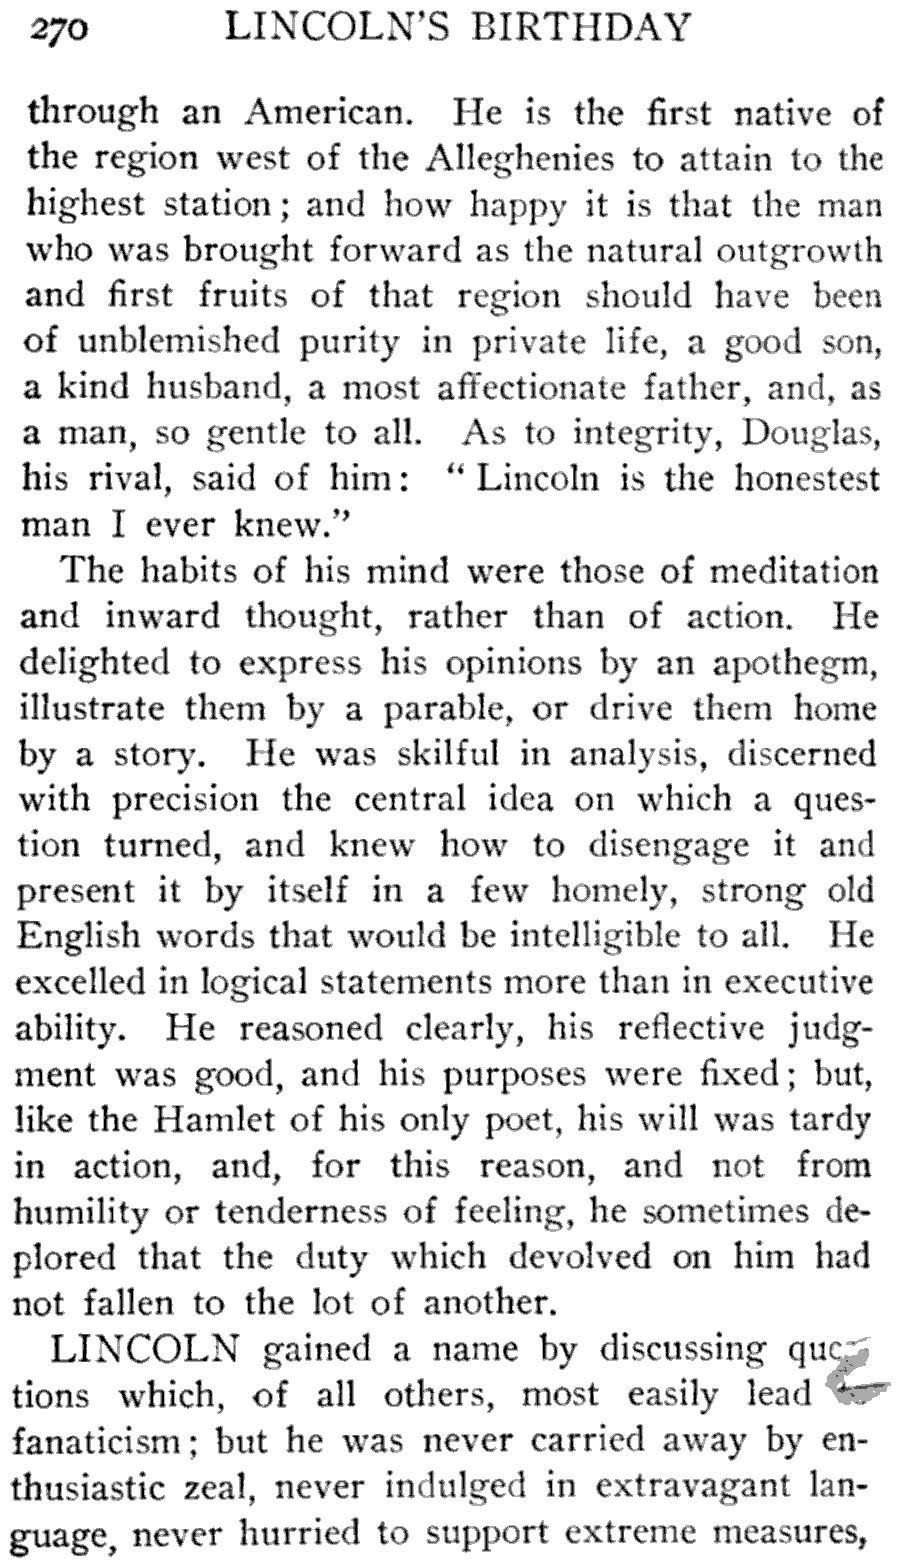 270 LINCOLN'S BIRTHDAY
through an American. He is the first native of
the region west of the Alleghenies to attain to the
highest station; and how happy it is that the man
who was brought forward as the natural outgrowth
and first fruits of that region should have been
of unblemished purity in private life, a good son,
a kind husband, a most affectionate father, and, as
a man, so gentle to all. As to integrity, Douglas,
his rival, said of him: "Lincoln is the honestest
man I ever knew."
The habits of his mind were those of meditation
and inward thought, rather than of action. He
delighted to express his opinions by an apothegm,
illustrate them by a parable, or drive them home
by a story. He was skilful in analysis, discerned
with precision the central idea on which a ques-
tion turned, and knew how to disengage it and
present it by itself in a few homely, strong old
English words that would be intelligible to all. He
excelled in logical statements more than in executive
ability. He reasoned clearly, his reflective judg-
ment was good, and his purposes were fixed; but,
like the Hamlet of his only poet, his will was tardy
in action, and, for this reason, and not from
humility or tenderness of feeling, he sometimes de-
plored that the duty which devolved on him had
not fallen to the lot of another.
LINCOLN gained a name by discussing
tions which, of all others, most easily lead
fanaticism; but he was never carried away by en-
thusiastic zeal, never indulged in extravagant lan-
guage, never hurried to support extreme measures,